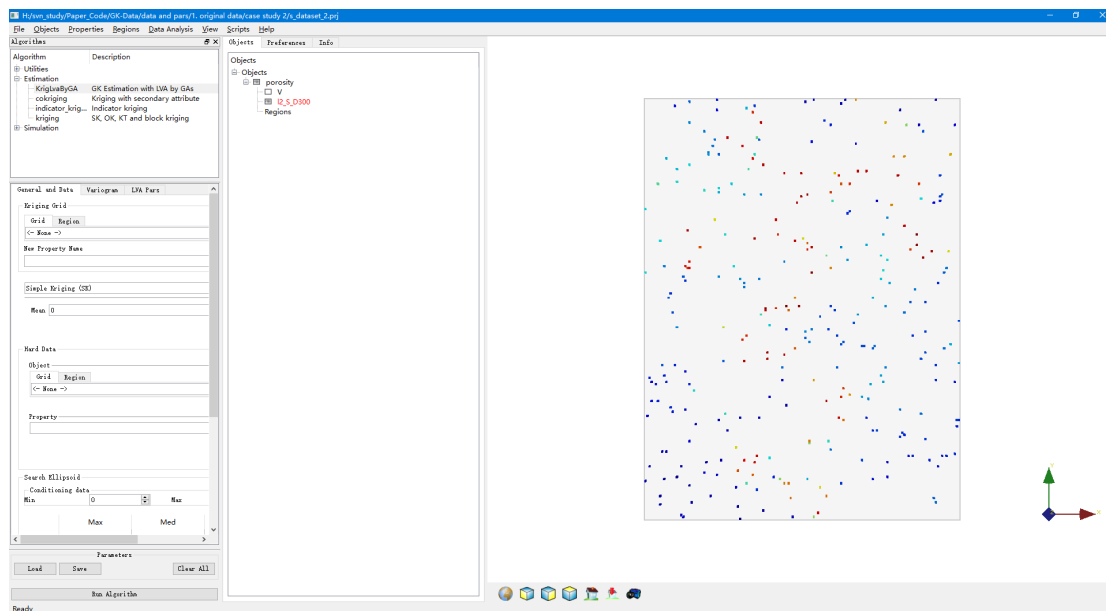 H:/svn_study/Paper_Code/GK-Data/data and pars/1. original data/case study 2/s_dataset_2.prj
File Objects Properties Regions Data Analysis View Scripts Help
Algorithms
Algorithm Description
Utilities
Estimation
KrigLvaByGA GK Estimation with LVA by GAs
cokriging Kriging with secondary attribute
indicator_krig... Indicator kriging
kriging SK, OK, KT and block kriging
Simulation
General and Data Variogram LVA Pars
Kriging Grid
Grid Region
<- None ->
New Property Name
Simple Kriging (SK)
Mean 0
Hard Data
Object
Grid Region
<- None ->
Property
Search Ellipsoid
Conditioning data
Min 0 Max
Max Med
Parameters
Load Save Clear All
Run Algorithm
Ready
Objects Preferences Info
Objects
Objects
porosity
V
I2_S_D300
Regions